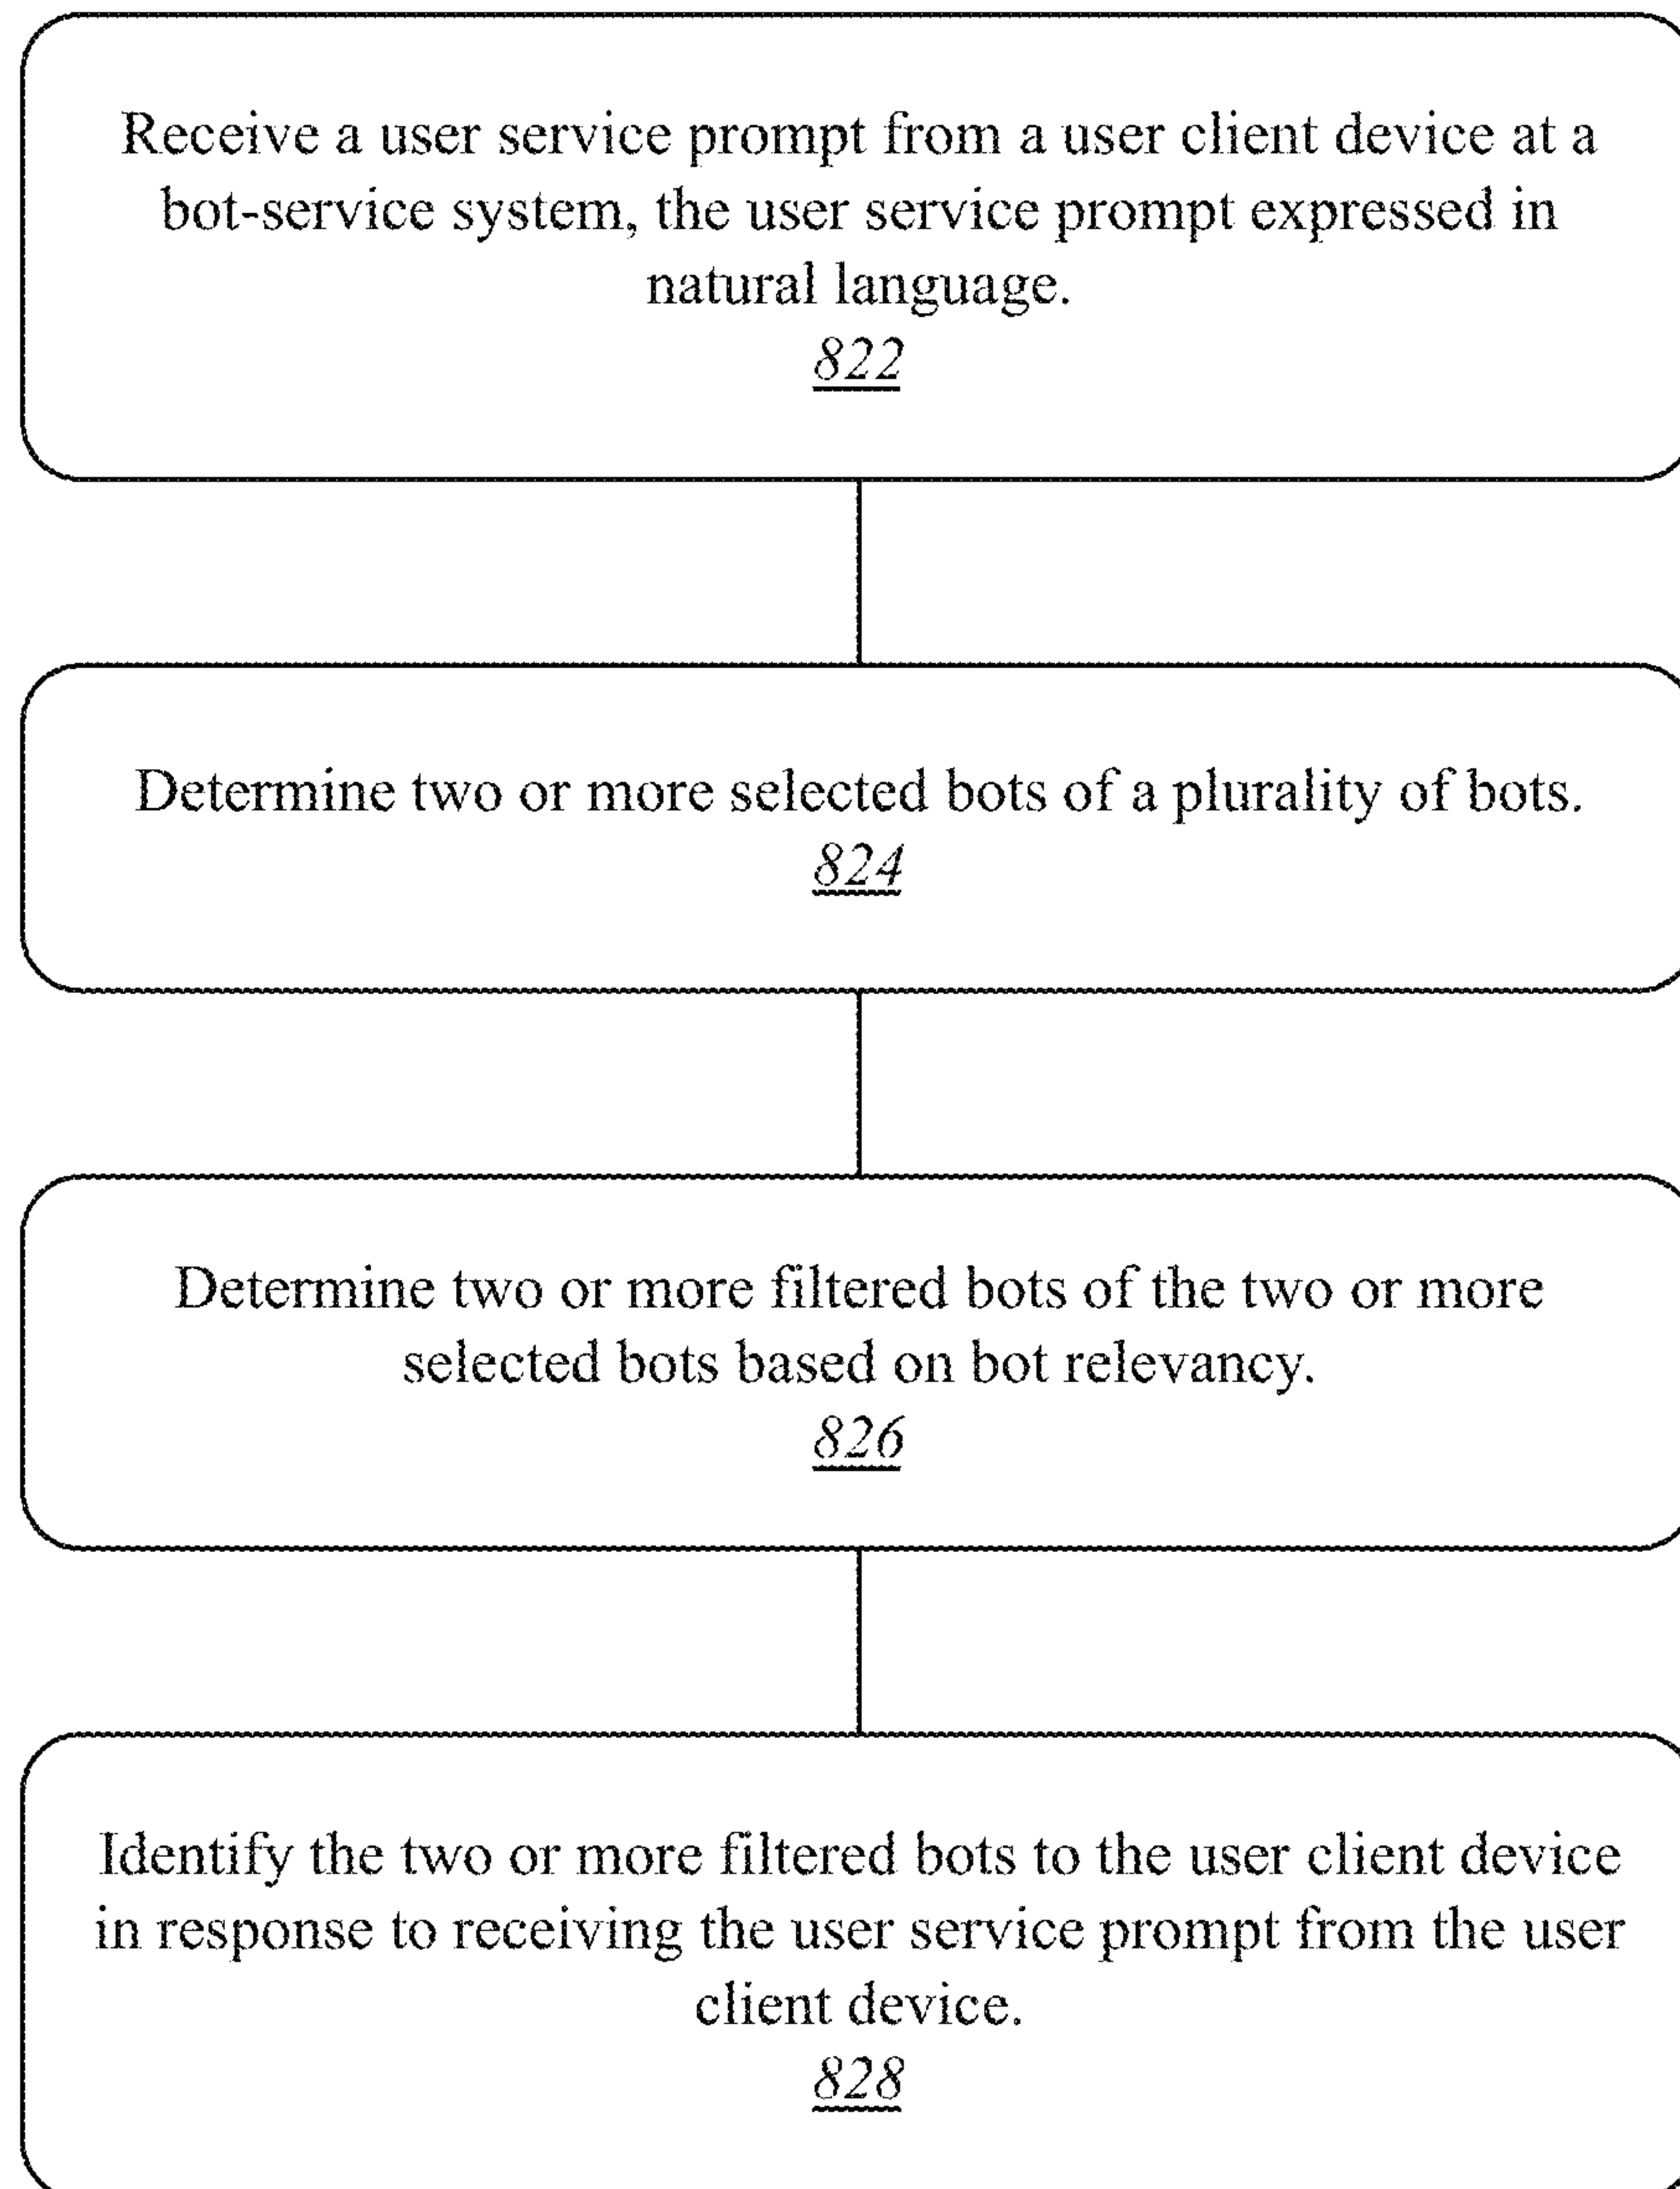 Receive a user service prompt from a user client device at a
bot-service system, the user service prompt expressed in
natural language.
822
Determine two or more selected bots of a plurality of bots.
824
Determine two or more filtered bots of the two or more
selected bots based on bot relevancy.
826
Identify the two or more filtered bots to the user client device
in response to receiving the user service prompt from the user
client device.
828